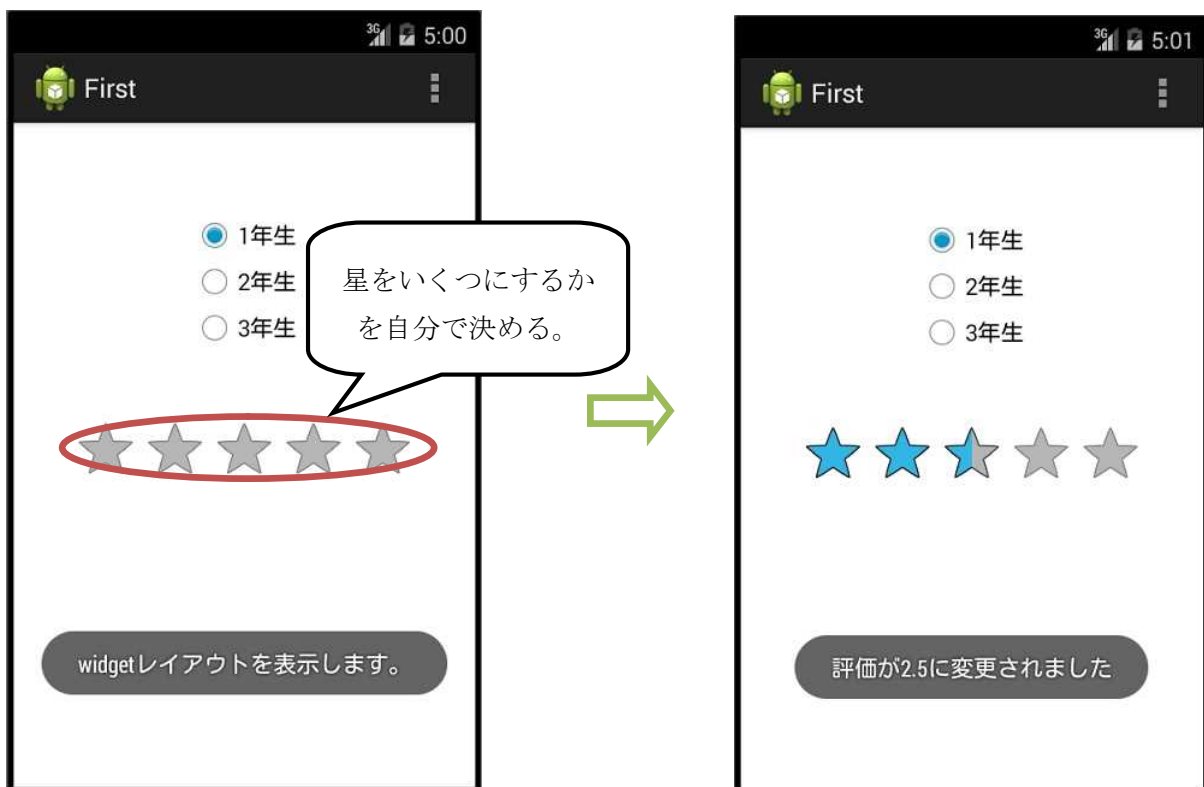 3G 5:00
First
1年生
2年生
3年生
星をいくつにするか
を自分で決める。
widgetレイアウトを表示します。
3G 5:01
First
1年生
2年生
3年生
評価が2.5に変更されました